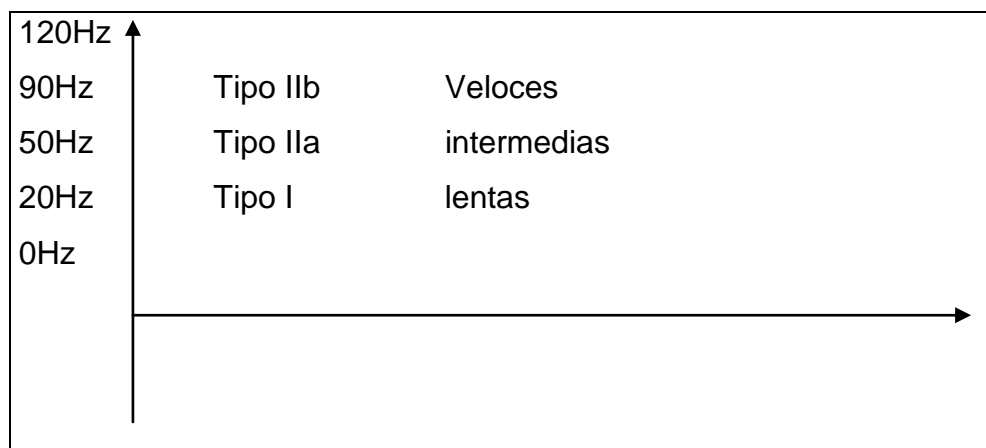 120Hz
90Hz Tipo IIb Veloces
50Hz Tipo IIa intermedias
20Hz Tipo I lentas
0Hz